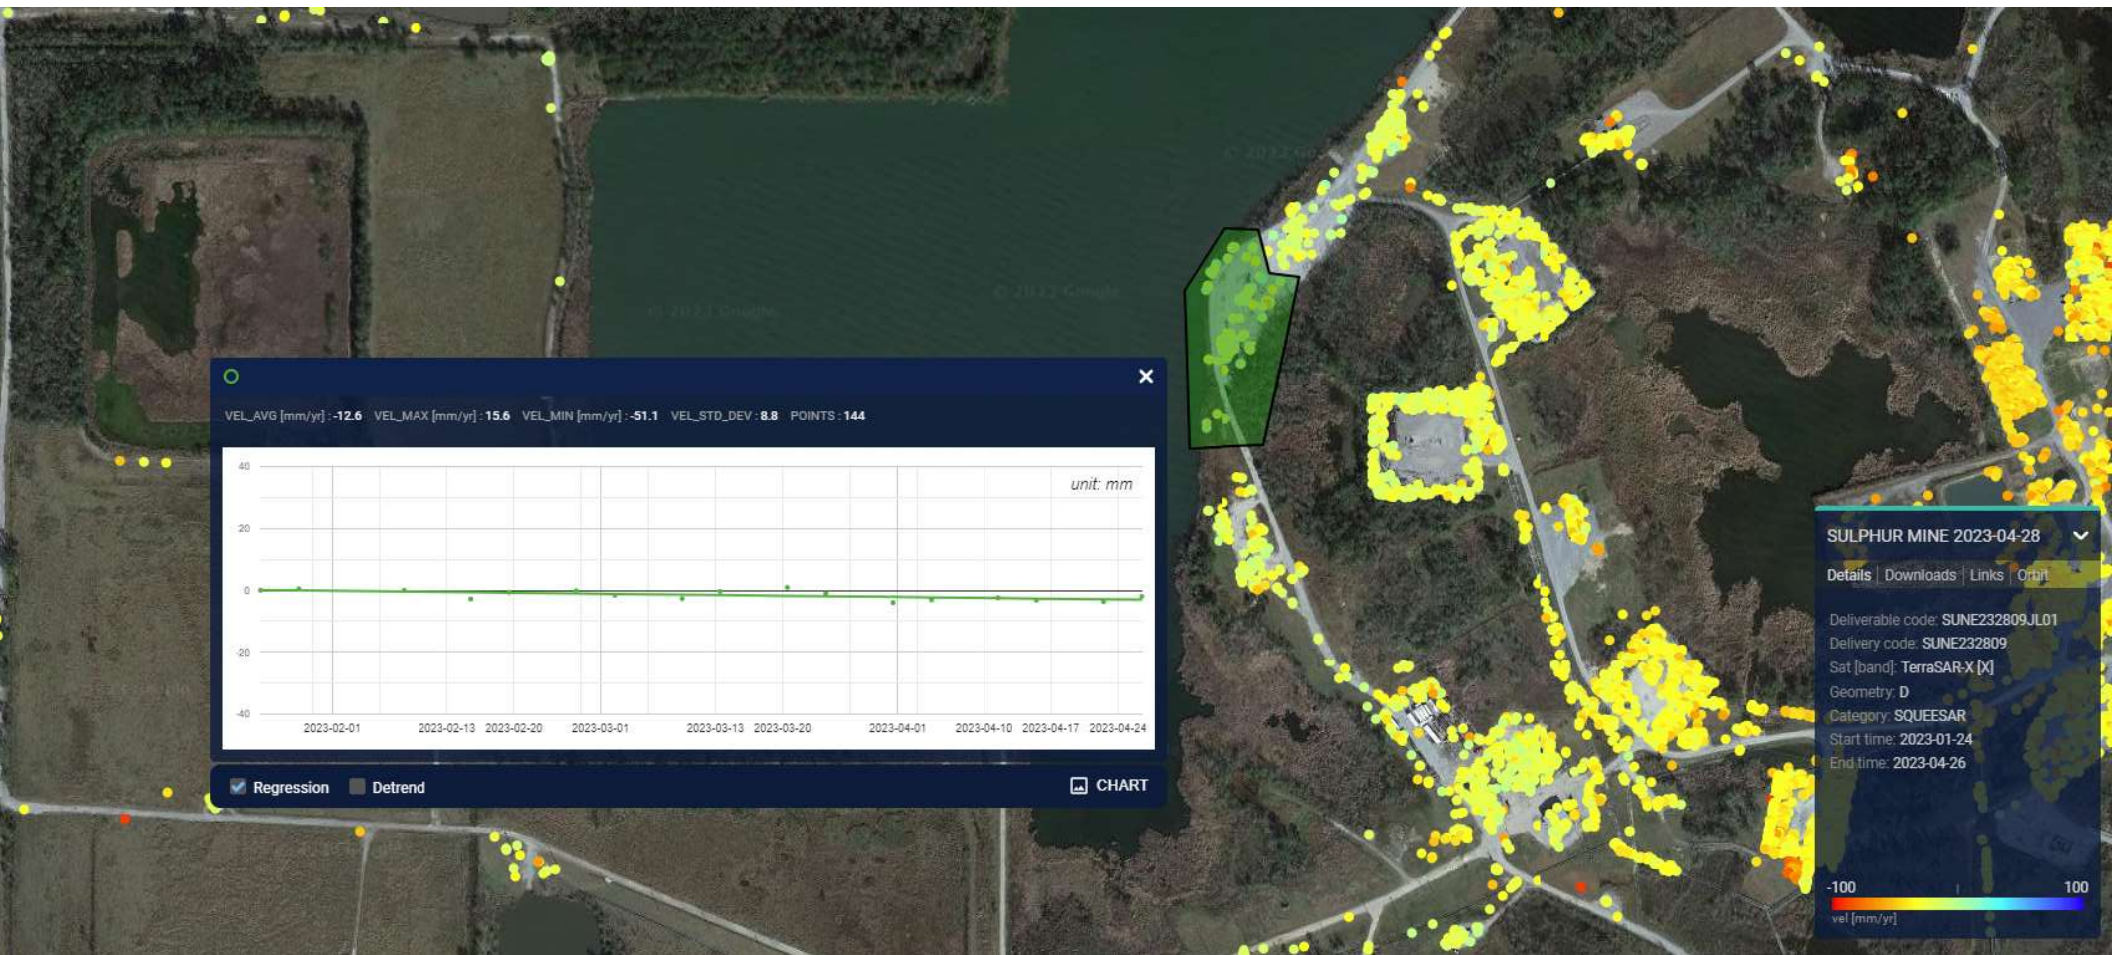 © 2023 Google
© 2023 Google
VEL_AVG [mm/yr] : -12.6 VEL_MAX [mm/yr] : 15.6 VEL_MIN [mm/yr] : -51.1 VEL_STD_DEV : 8.8 POINTS : 144
unit: mm
40
20
0
-20
-40
2023-02-01 2023-02-13 2023-02-20 2023-03-01 2023-03-13 2023-03-20 2023-04-01 2023-04-10 2023-04-17 2023-04-24
Regression Detrend CHART
SULPHUR MINE 2023-04-28
Details | Downloads | Links | Orbit
Deliverable code: SUNE232809JL01
Delivery code: SUNE232809
Sat [band]: TerraSAR-X [X]
Geometry: D
Category: SQUEESAR
Start time: 2023-01-24
End time: 2023-04-26
-100 100
vel [mm/yr]